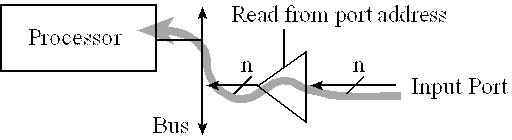 Read from port address
Processor
n
n
Input Port
Bus